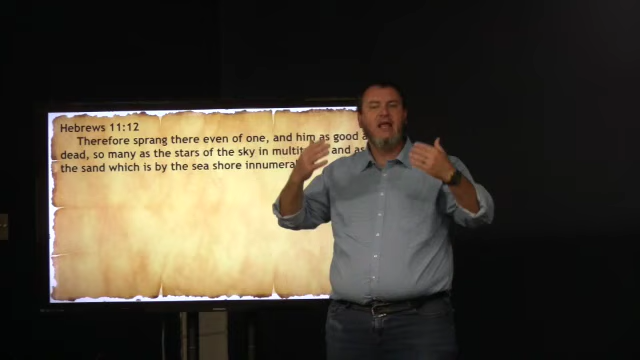 Hebrews 11:12
Therefore sprang there even of one, and him as good
dead, so many as the stars of the sky in and as
the sand which is by the sea shore